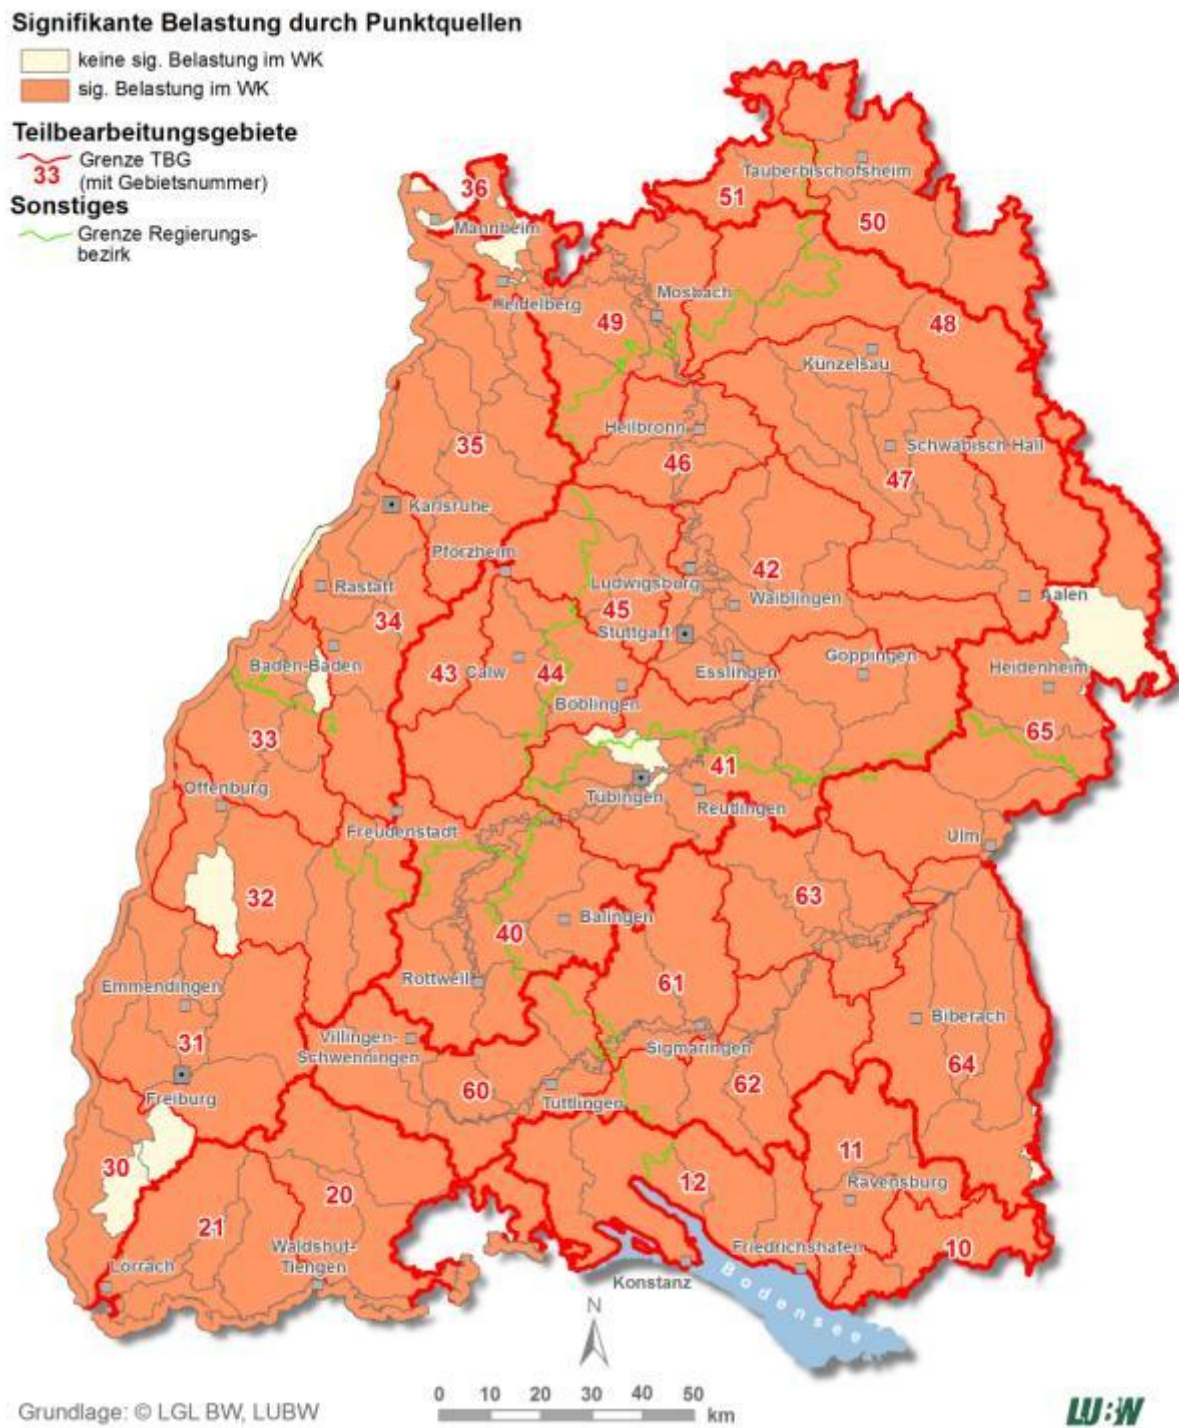 Signifikante Belastung durch Punktquellen
keine sig. Belastung im WK
sig. Belastung im WK
Teilbearbeitungsgebiete
33 Grenze TBG
(mit Gebietsnummer)
Sonstiges
Grenze Regierungs-
bezirk
36
Tauberbischofsheim
51
50
Mannheim
Heidelberg
Mosbach
49
48
Künzelsau
Heilbronn
35
46
Schwäbisch Hall
47
Karlsruhe
Pforzheim
Rastatt
Ludwigsburg
42
Waiblingen
Aalen
34
45
Stuttgart
Baden-Baden
43
Calw
44
Esslingen
Göppingen
Heidenheim
Böblingen
33
65
41
Offenburg
Tübingen
Reutlingen
Freudenstadt
Ulm
32
63
40
Balingen
Rottweil
61
Emmendingen
Biberach
31
Villingen-
Schwenningen
Sigmaringen
64
Freiburg
60
Tuttlingen
62
30
11
12
20
Ravensburg
21
Waldshut-
Tiengen
Friedrichshafen
10
Lörrach
Konstanz
Bodensee
N
0 10 20 30 40 50
km
Grundlage: © LGL BW, LUBW
LUBW